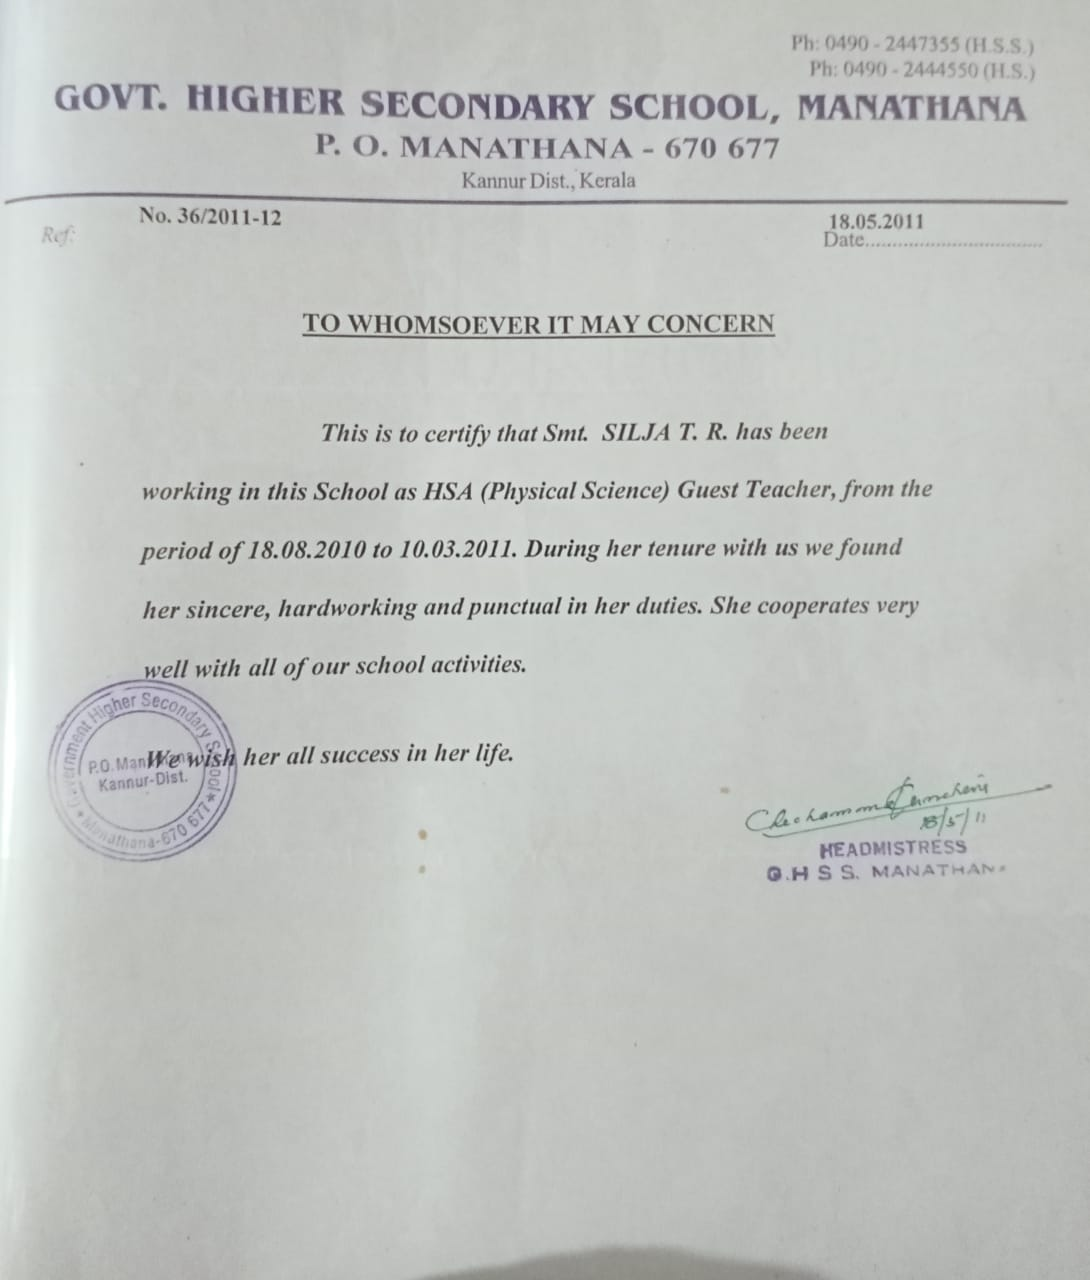 Ph: 0490 - 2447355 (H.S.S.)
Ph: 0490 - 2444550 (H.S.)
GOVT. HIGHER SECONDARY SCHOOL, MANATHANA
P. O. MANATHANA - 670 677
Kannur Dist., Kerala
No. 36/2011-12
Ref:
18.05.2011
Date..................................
TO WHOMSOEVER IT MAY CONCERN
This is to certify that Smt. SILJA T. R. has been
working in this School as HSA (Physical Science) Guest Teacher, from the
period of 18.08.2010 to 10.03.2011. During her tenure with us we found
her sincere, hardworking and punctual in her duties. She cooperates very
well with all of our school activities.
We wish her all success in her life.
Government Higher Secondary School
P.O. Man
Kannur-Dist.
Manathana-670 677
18/5/11
HEADMISTRESS
G.H S S. MANATHAN